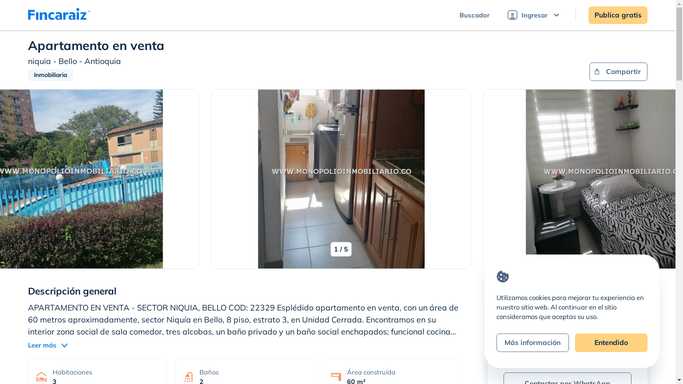 Fincaraiz
Buscador
Ingresar
Publica gratis
Apartamento en venta
niquia - Bello - Antioquia
Inmobiliaria
Compartir
WWW.MONOPOLIOINMOBILIARIO.CO
WWW.MONOPOLIOINMOBILIARIO.CO
WWW.MONOPOLIOINMOBILIARIO
1 / 5
Descripción general
APARTAMENTO EN VENTA - SECTOR NIQUIA, BELLO COD: 22329 Esplédido apartamento en venta, con un área de
60 metros aproximadamente, sector Niquía en Bello, 8 piso, estrato 3, en Unidad Cerrada. Encontramos en su
interior zona social de sala comedor, tres alcobas, un baño privado y un baño social enchapados; funcional cocina...
Leer más
Habitaciones
3
Baños
2
Área construida
60 m²
Utilizamos cookies para mejorar tu experiencia en
nuestro sitio web. Al continuar en el sitio
consideramos que aceptas su uso.
Más información
Entendido
Contactar por WhatsApp